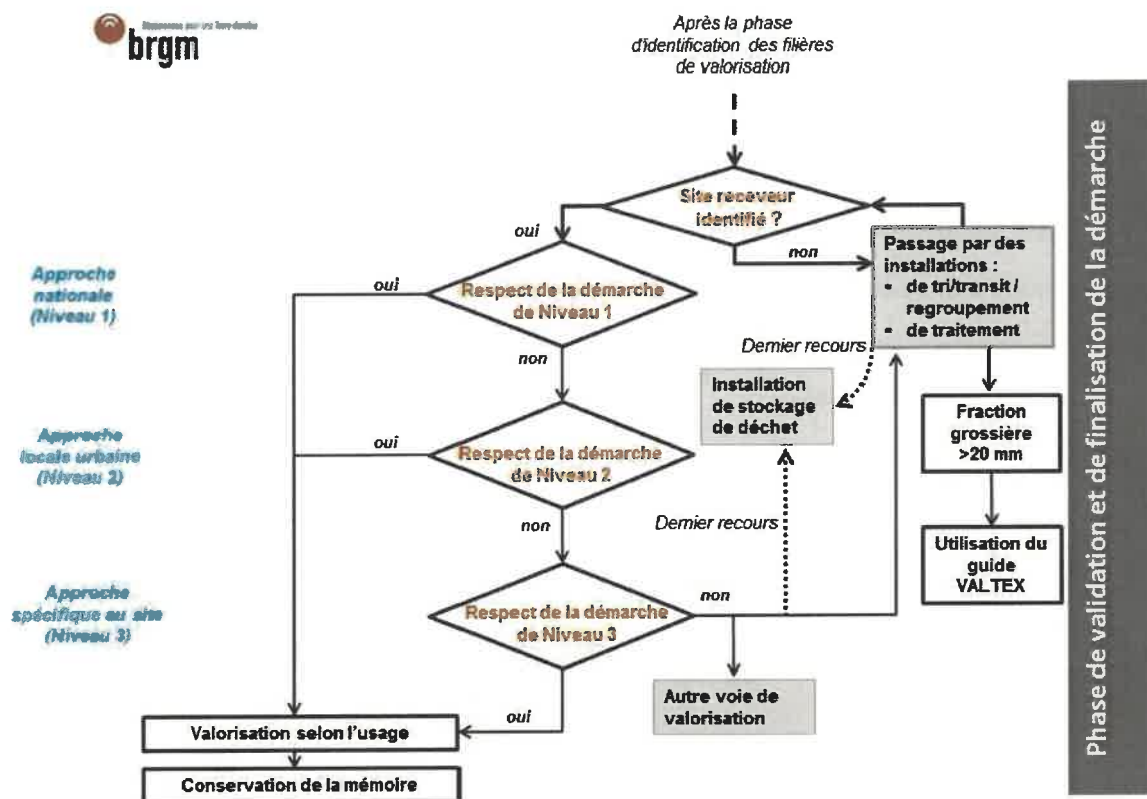 brgm
Après la phase
d'identification des filières
de valorisation
Site receveur
identifié ?
oui
non
Passage par des
installations :
• de tri/transit /
regroupement
• de traitement
Approche
nationale
(Niveau 1)
oui
Respect de la démarche
de Niveau 1
non
Dernier recours
Installation
de stockage
de déchet
Fraction
grossière
>20 mm
Approche
locale urbaine
(Niveau 2)
oui
Respect de la démarche
de Niveau 2
non
Dernier recours
Utilisation du
guide
VALTEX
Approche
spécifique au site
(Niveau 3)
Respect de la démarche
de Niveau 3
non
oui
Autre voie de
valorisation
Valorisation selon l'usage
Conservation de la mémoire
Phase de validation et de finalisation de la démarche